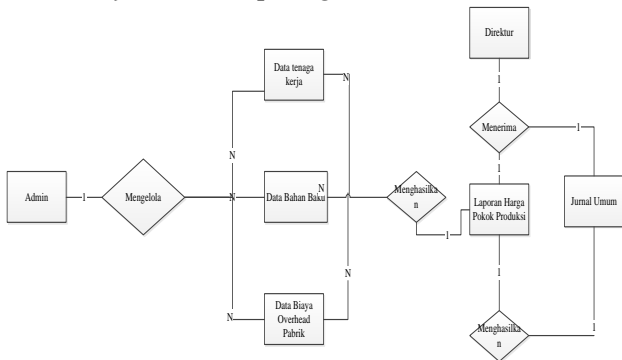 Direktur
1
Data tenaga
kerja
N
N
Menerima
1
N
1
Admin
1
Mengelola
N
Data Bahan Baku
N
Menghasilka
n
1
Laporan Harga
Pokok Produksi
Jurnal Umum
N
1
Data Biaya
Overhead
Pabrik
N
Menghasilka
n
1